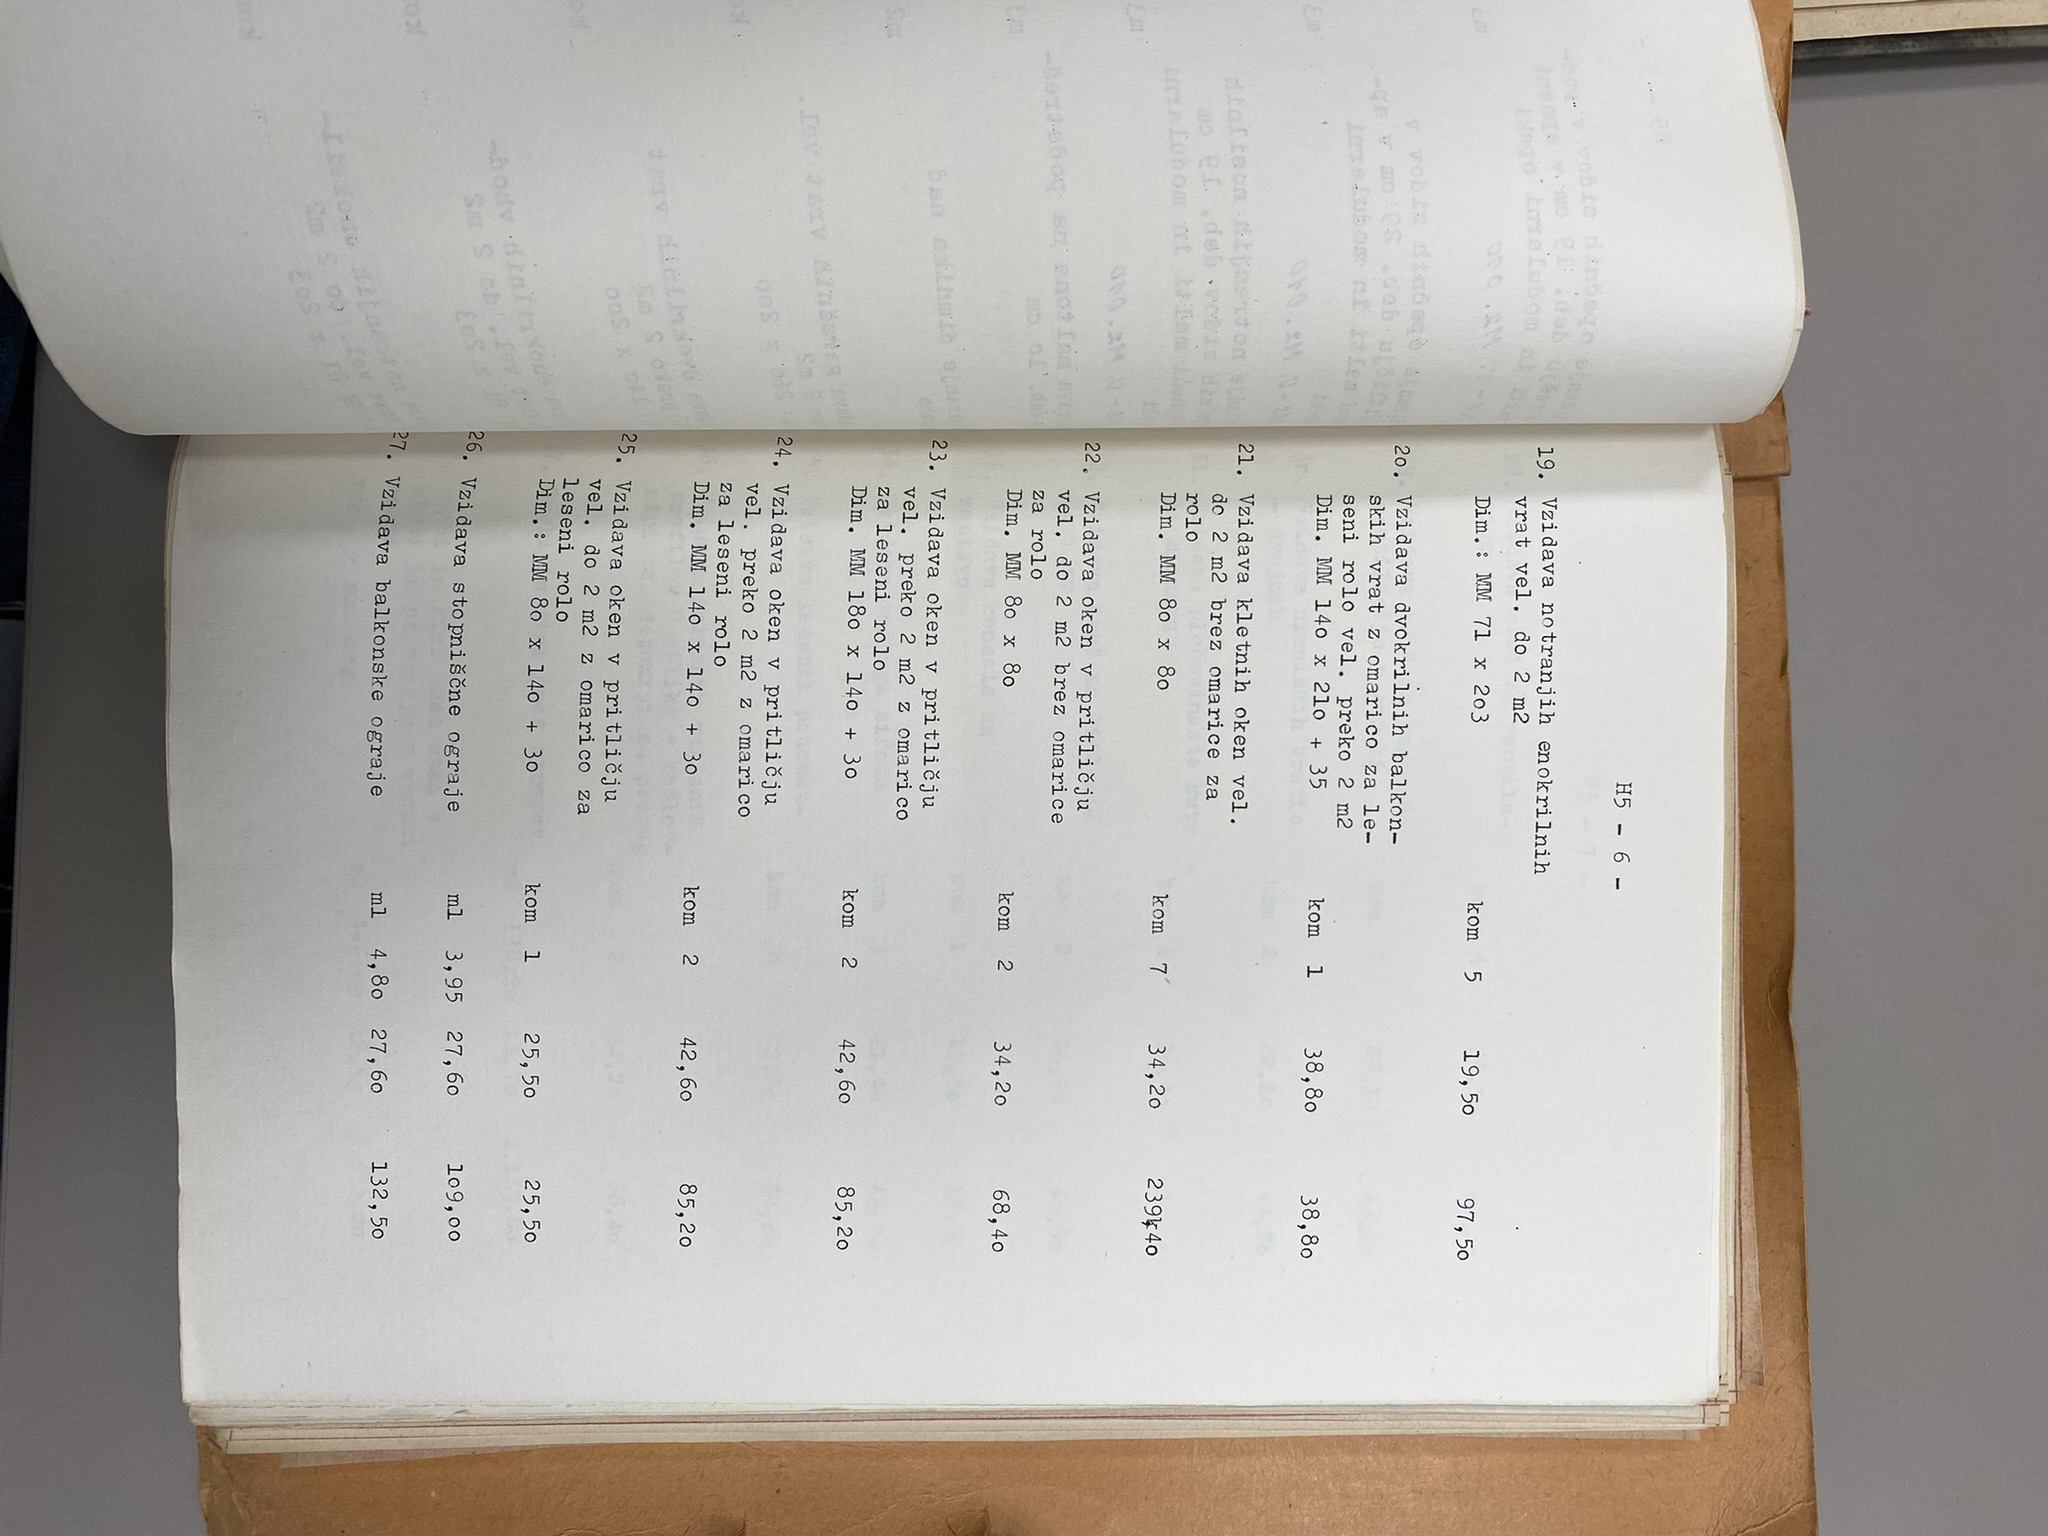 H5 - 6 -
19. Vzidava notranjih enokrilnih
vrat vel. do 2 m2
Dim.: MM 71 x 2o3 kom 5 19,5o 97,5o
2o. Vzidava dvokrilnih balkon-
skih vrat z omarico za le-
seni rolo vel. preko 2 m2
Dim. MM 14o x 21o + 35 kom 1 38,8o 38,8o
21. Vzidava kletnih oken vel.
do 2 m2 brez omarice za
rolo
Dim. MM 8o x 8o kom 7 34,2o 239,4o
22. Vzidava oken v pritličju
vel. do 2 m2 brez omarice
za rolo
Dim. MM 8o x 8o kom 2 34,2o 68,4o
23. Vzidava oken v pritličju
vel. preko 2 m2 z omarico
za leseni rolo
Dim. MM 18o x 14o + 3o kom 2 42,6o 85,2o
24. Vzidava oken v pritličju
vel. preko 2 m2 z omarico
za leseni rolo
Dim. MM 14o x 14o + 3o kom 2 42,6o 85,2o
25. Vzidava oken v pritličju
vel. do 2 m2 z omarico za
leseni rolo
Dim.: MM 8o x 14o + 3o kom 1 25,5o 25,5o
26. Vzidava stopniščne ograje ml 3,95 27,6o 1o9,oo
27. Vzidava balkonske ograje ml 4,8o 27,6o 132,5o